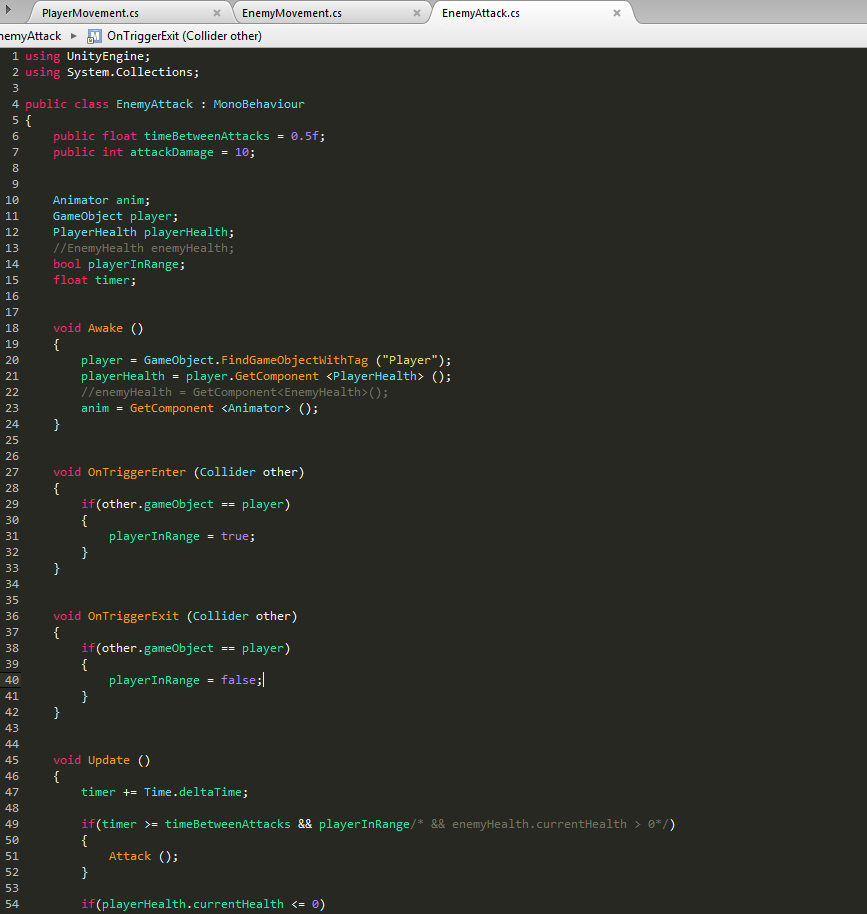 PlayerMovement.cs × EnemyMovement.cs × EnemyAttack.cs ×
nemyAttack ▸ M OnTriggerExit (Collider other)
1 using UnityEngine;
2 using System.Collections;
3
4 public class EnemyAttack : MonoBehaviour
5 {
6     public float timeBetweenAttacks = 0.5f;
7     public int attackDamage = 10;
8
9
10     Animator anim;
11     GameObject player;
12     PlayerHealth playerHealth;
13     //EnemyHealth enemyHealth;
14     bool playerInRange;
15     float timer;
16
17
18     void Awake ()
19     {
20         player = GameObject.FindGameObjectWithTag ("Player");
21         playerHealth = player.GetComponent <PlayerHealth> ();
22         //enemyHealth = GetComponent<EnemyHealth>();
23         anim = GetComponent <Animator> ();
24     }
25
26
27     void OnTriggerEnter (Collider other)
28     {
29         if(other.gameObject == player)
30         {
31             playerInRange = true;
32         }
33     }
34
35
36     void OnTriggerExit (Collider other)
37     {
38         if(other.gameObject == player)
39         {
40             playerInRange = false;
41         }
42     }
43
44
45     void Update ()
46     {
47         timer += Time.deltaTime;
48
49         if(timer >= timeBetweenAttacks && playerInRange/* && enemyHealth.currentHealth > 0*/)
50         {
51             Attack ();
52         }
53
54         if(playerHealth.currentHealth <= 0)